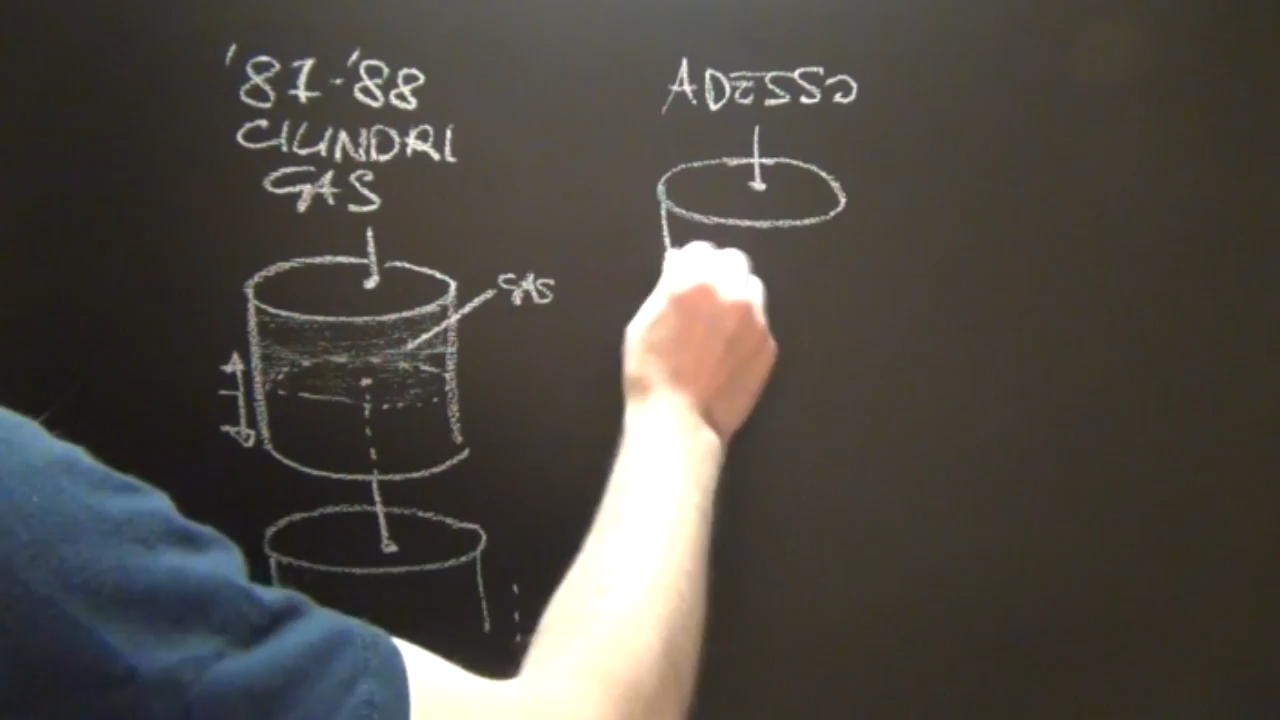 '87-'88
CILINDRI
GAS
GAS
ADESSO